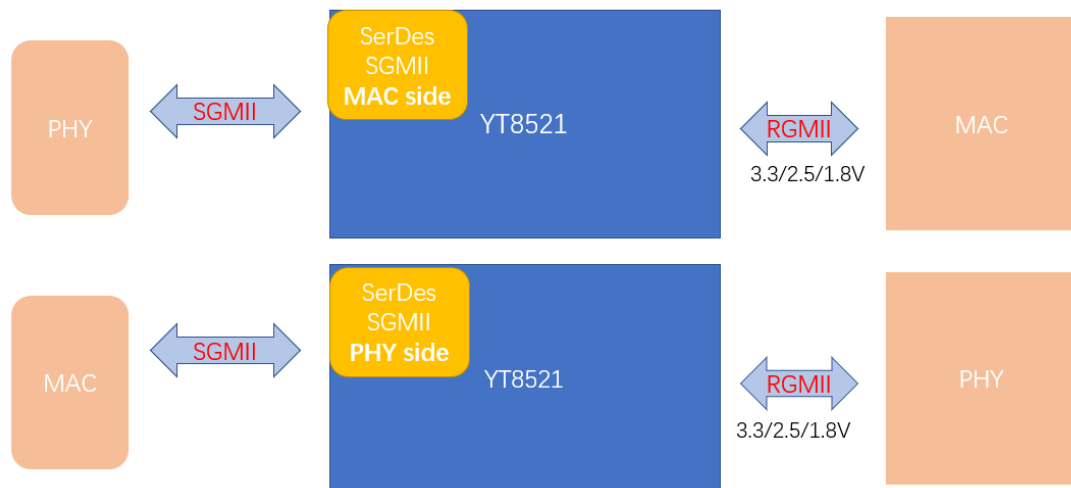 SerDes
SGMII
MAC side
PHY
SGMII
YT8521
RGMII
MAC
3.3/2.5/1.8V
SerDes
SGMII
PHY side
MAC
SGMII
YT8521
RGMII
PHY
3.3/2.5/1.8V